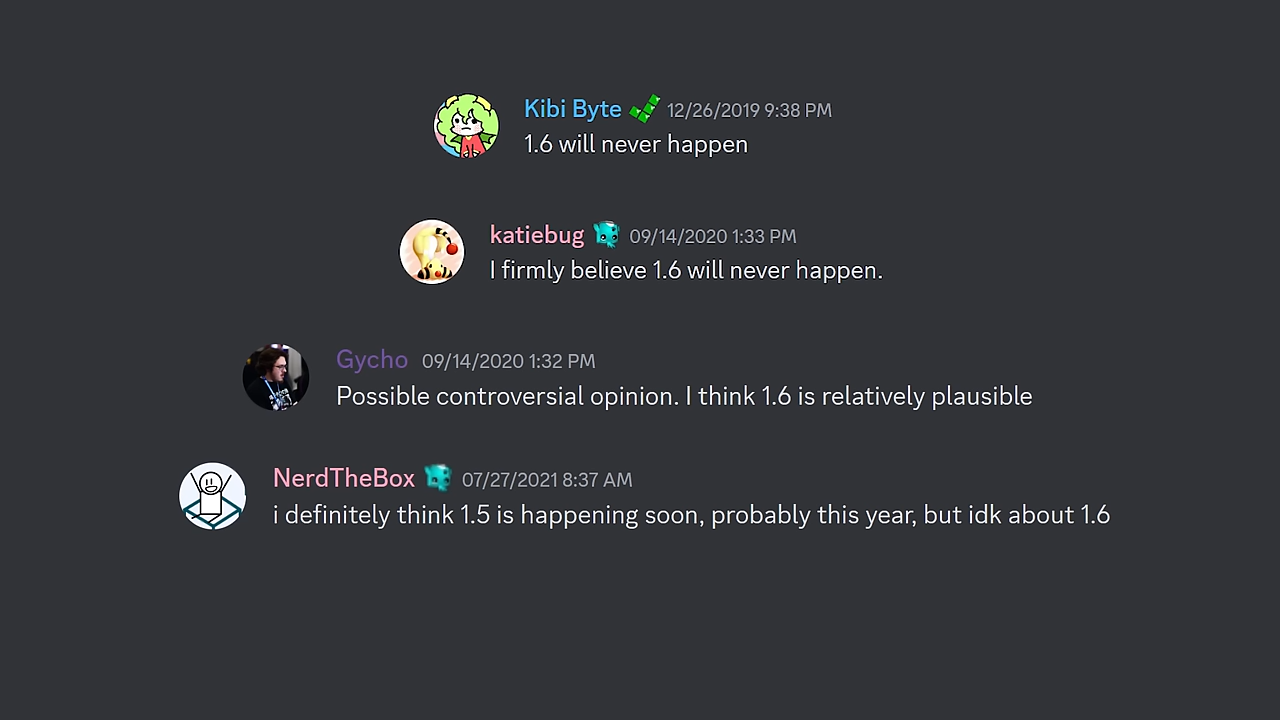 Kibi Byte 12/26/2019 9:38 PM
1.6 will never happen
katiebug 09/14/2020 1:33 PM
I firmly believe 1.6 will never happen.
Gycho 09/14/2020 1:32 PM
Possible controversial opinion. I think 1.6 is relatively plausible
NerdTheBox 07/27/2021 8:37 AM
i definitely think 1.5 is happening soon, probably this year, but idk about 1.6